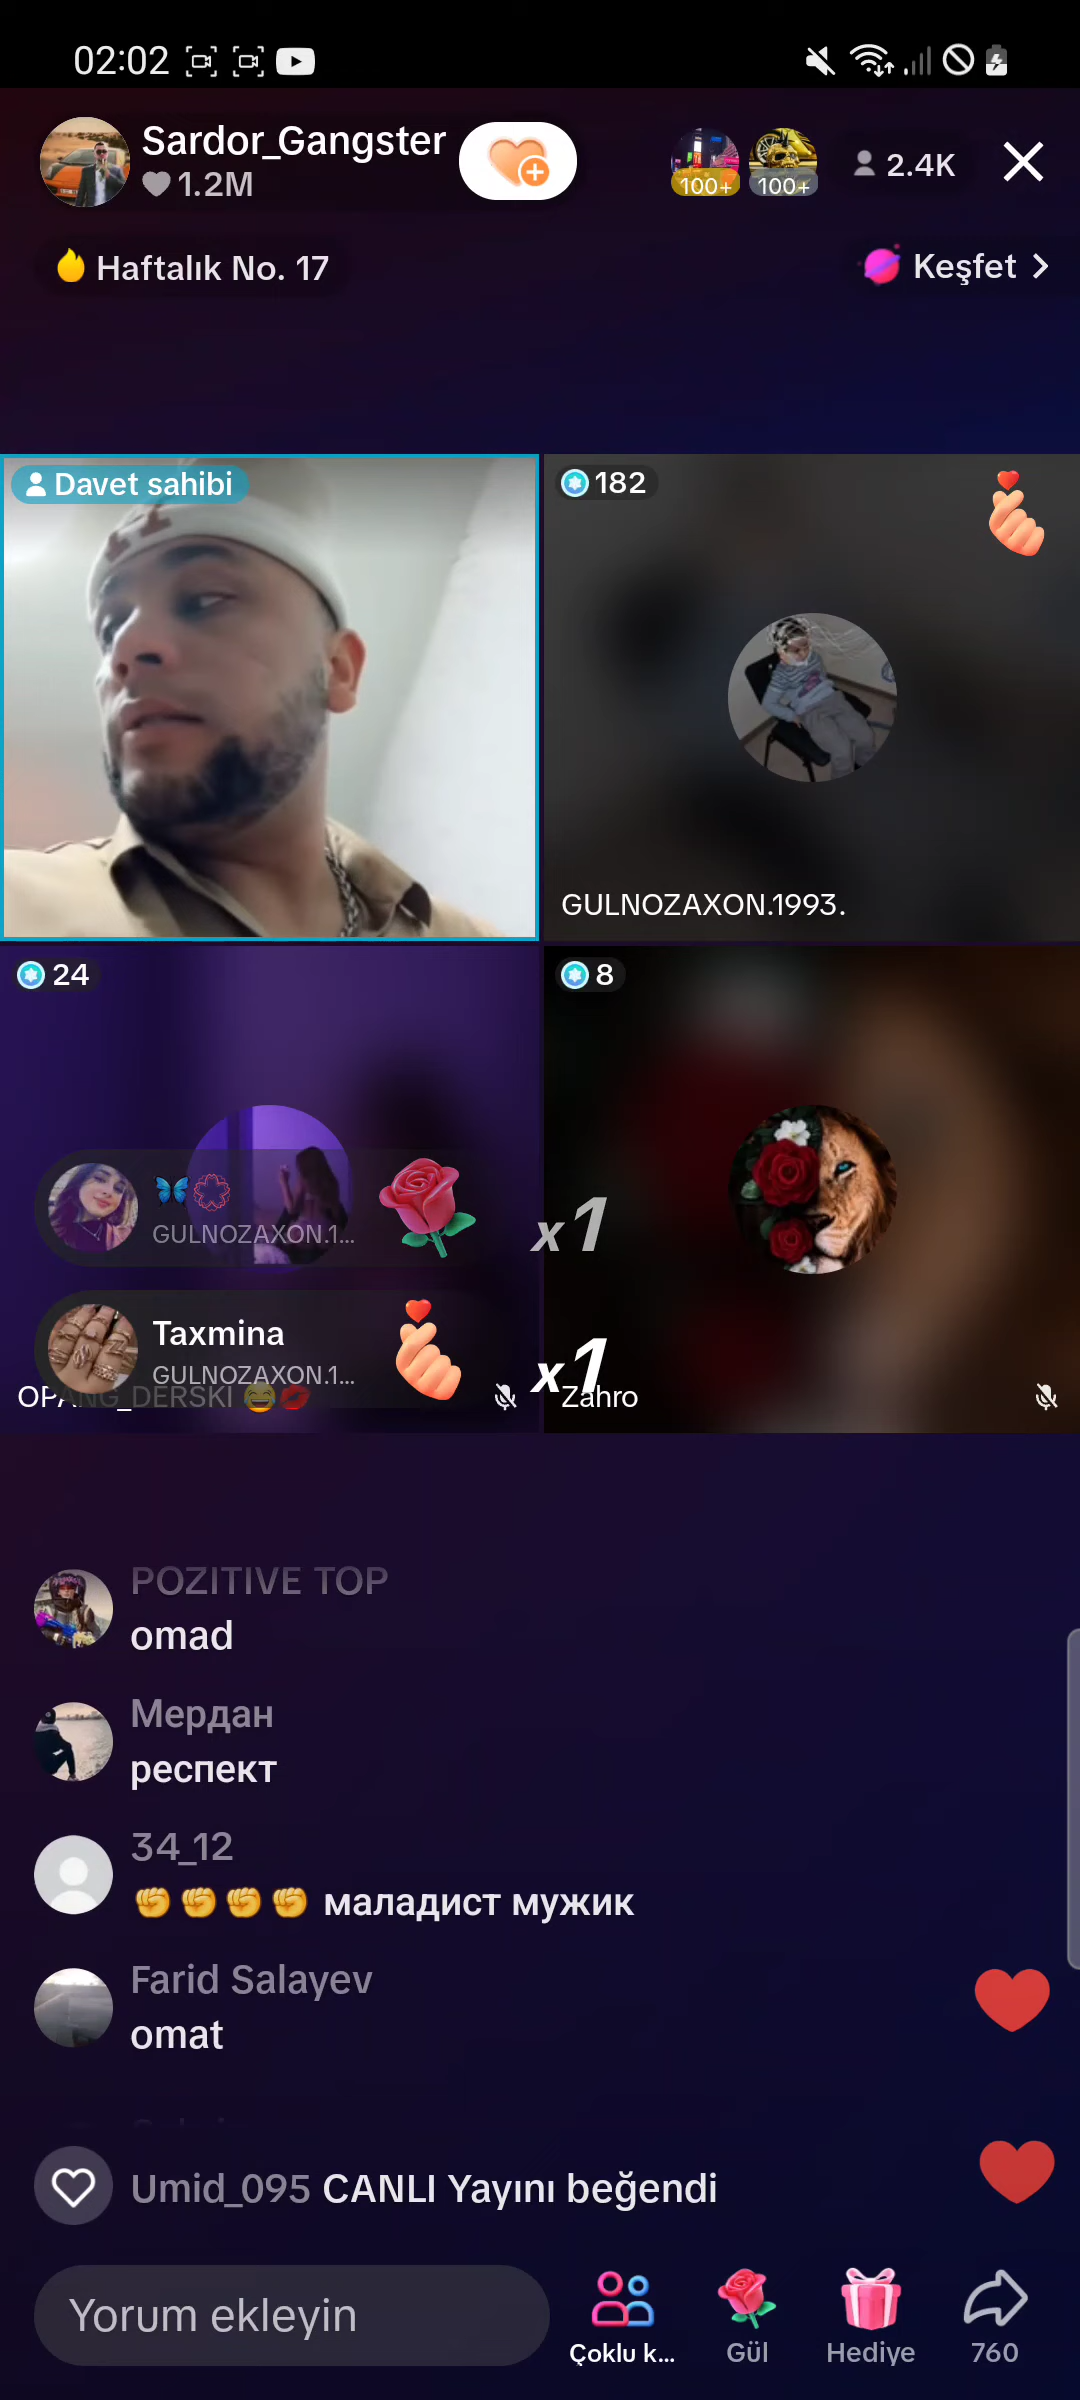 02:02
Sardor_Gangster
1.2M
100+
100+
2.4K
Haftalık No. 17
Keşfet
Davet sahibi
182
GULNOZAXON.1993.
24
8
GULNOZAXON.1...
x1
Taxmina
GULNOZAXON.1...
x1
OPANG_DERSKI 😂💋
Zahro
POZITIVE TOP
omad
Мердан
респект
34_12
✊✊✊✊ маладист мужик
Farid Salayev
omat
Umid_095 CANLI Yayını beğendi
Yorum ekleyin
Çoklu k...
Gül
Hediye
760